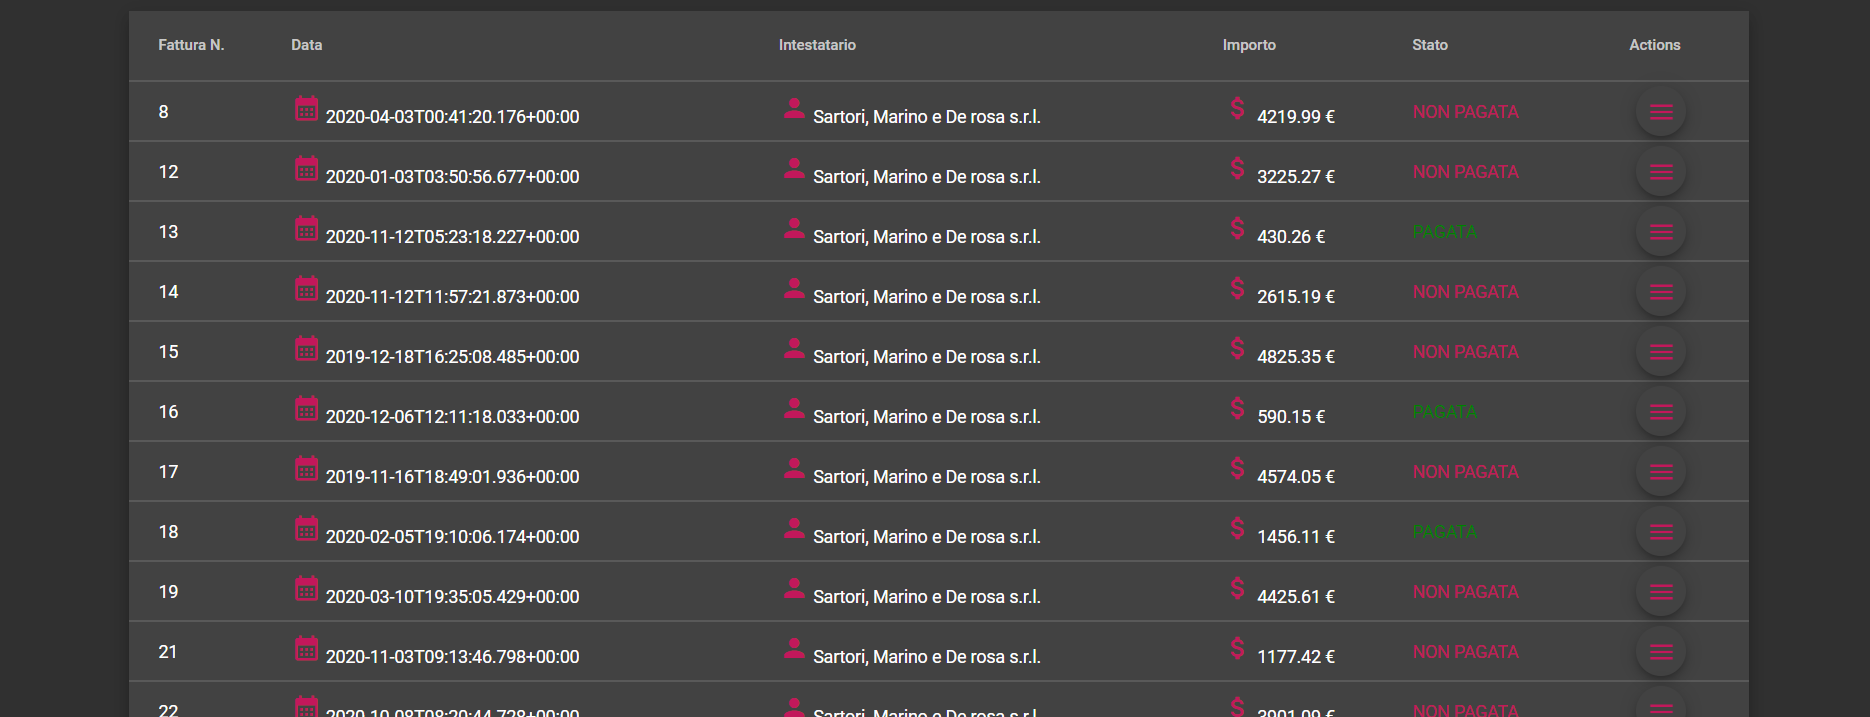 Fattura N. Data Intestatario Importo Stato Actions
8 2020-04-03T00:41:20.176+00:00 Sartori, Marino e De rosa s.r.l. $ 4219.99 € NON PAGATA
12 2020-01-03T03:50:56.677+00:00 Sartori, Marino e De rosa s.r.l. $ 3225.27 € NON PAGATA
13 2020-11-12T05:23:18.227+00:00 Sartori, Marino e De rosa s.r.l. $ 430.26 € PAGATA
14 2020-11-12T11:57:21.873+00:00 Sartori, Marino e De rosa s.r.l. $ 2615.19 € NON PAGATA
15 2019-12-18T16:25:08.485+00:00 Sartori, Marino e De rosa s.r.l. $ 4825.35 € NON PAGATA
16 2020-12-06T12:11:18.033+00:00 Sartori, Marino e De rosa s.r.l. $ 590.15 € PAGATA
17 2019-11-16T18:49:01.936+00:00 Sartori, Marino e De rosa s.r.l. $ 4574.05 € NON PAGATA
18 2020-02-05T19:10:06.174+00:00 Sartori, Marino e De rosa s.r.l. $ 1456.11 € PAGATA
19 2020-03-10T19:35:05.429+00:00 Sartori, Marino e De rosa s.r.l. $ 4425.61 € NON PAGATA
21 2020-11-03T09:13:46.798+00:00 Sartori, Marino e De rosa s.r.l. $ 1177.42 € NON PAGATA
22 Sartori, Marino e De rosa s.r.l. $ NON PAGATA